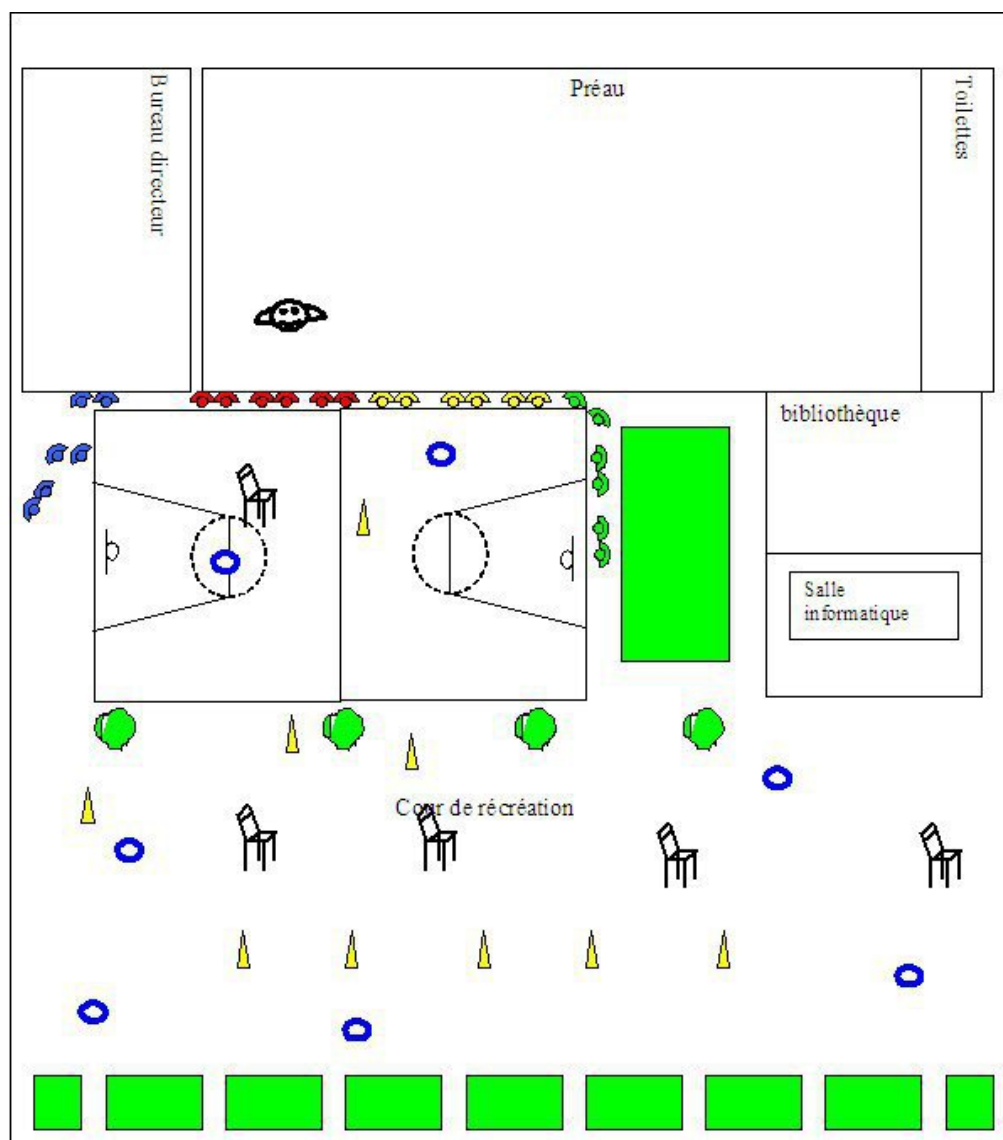 Bureau directeur
Préau
Toilettes
bibliothèque
Salle
informatique
Cour de récréation